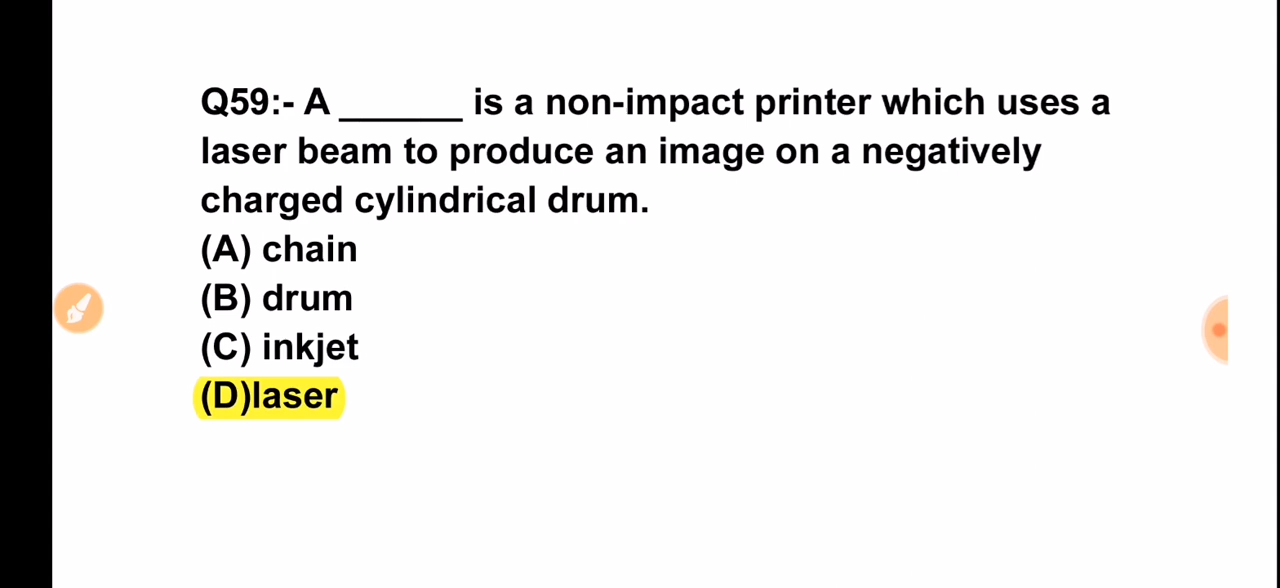 Q59:- A ______ is a non-impact printer which uses a
laser beam to produce an image on a negatively
charged cylindrical drum.
(A) chain
(B) drum
(C) inkjet
(D)laser